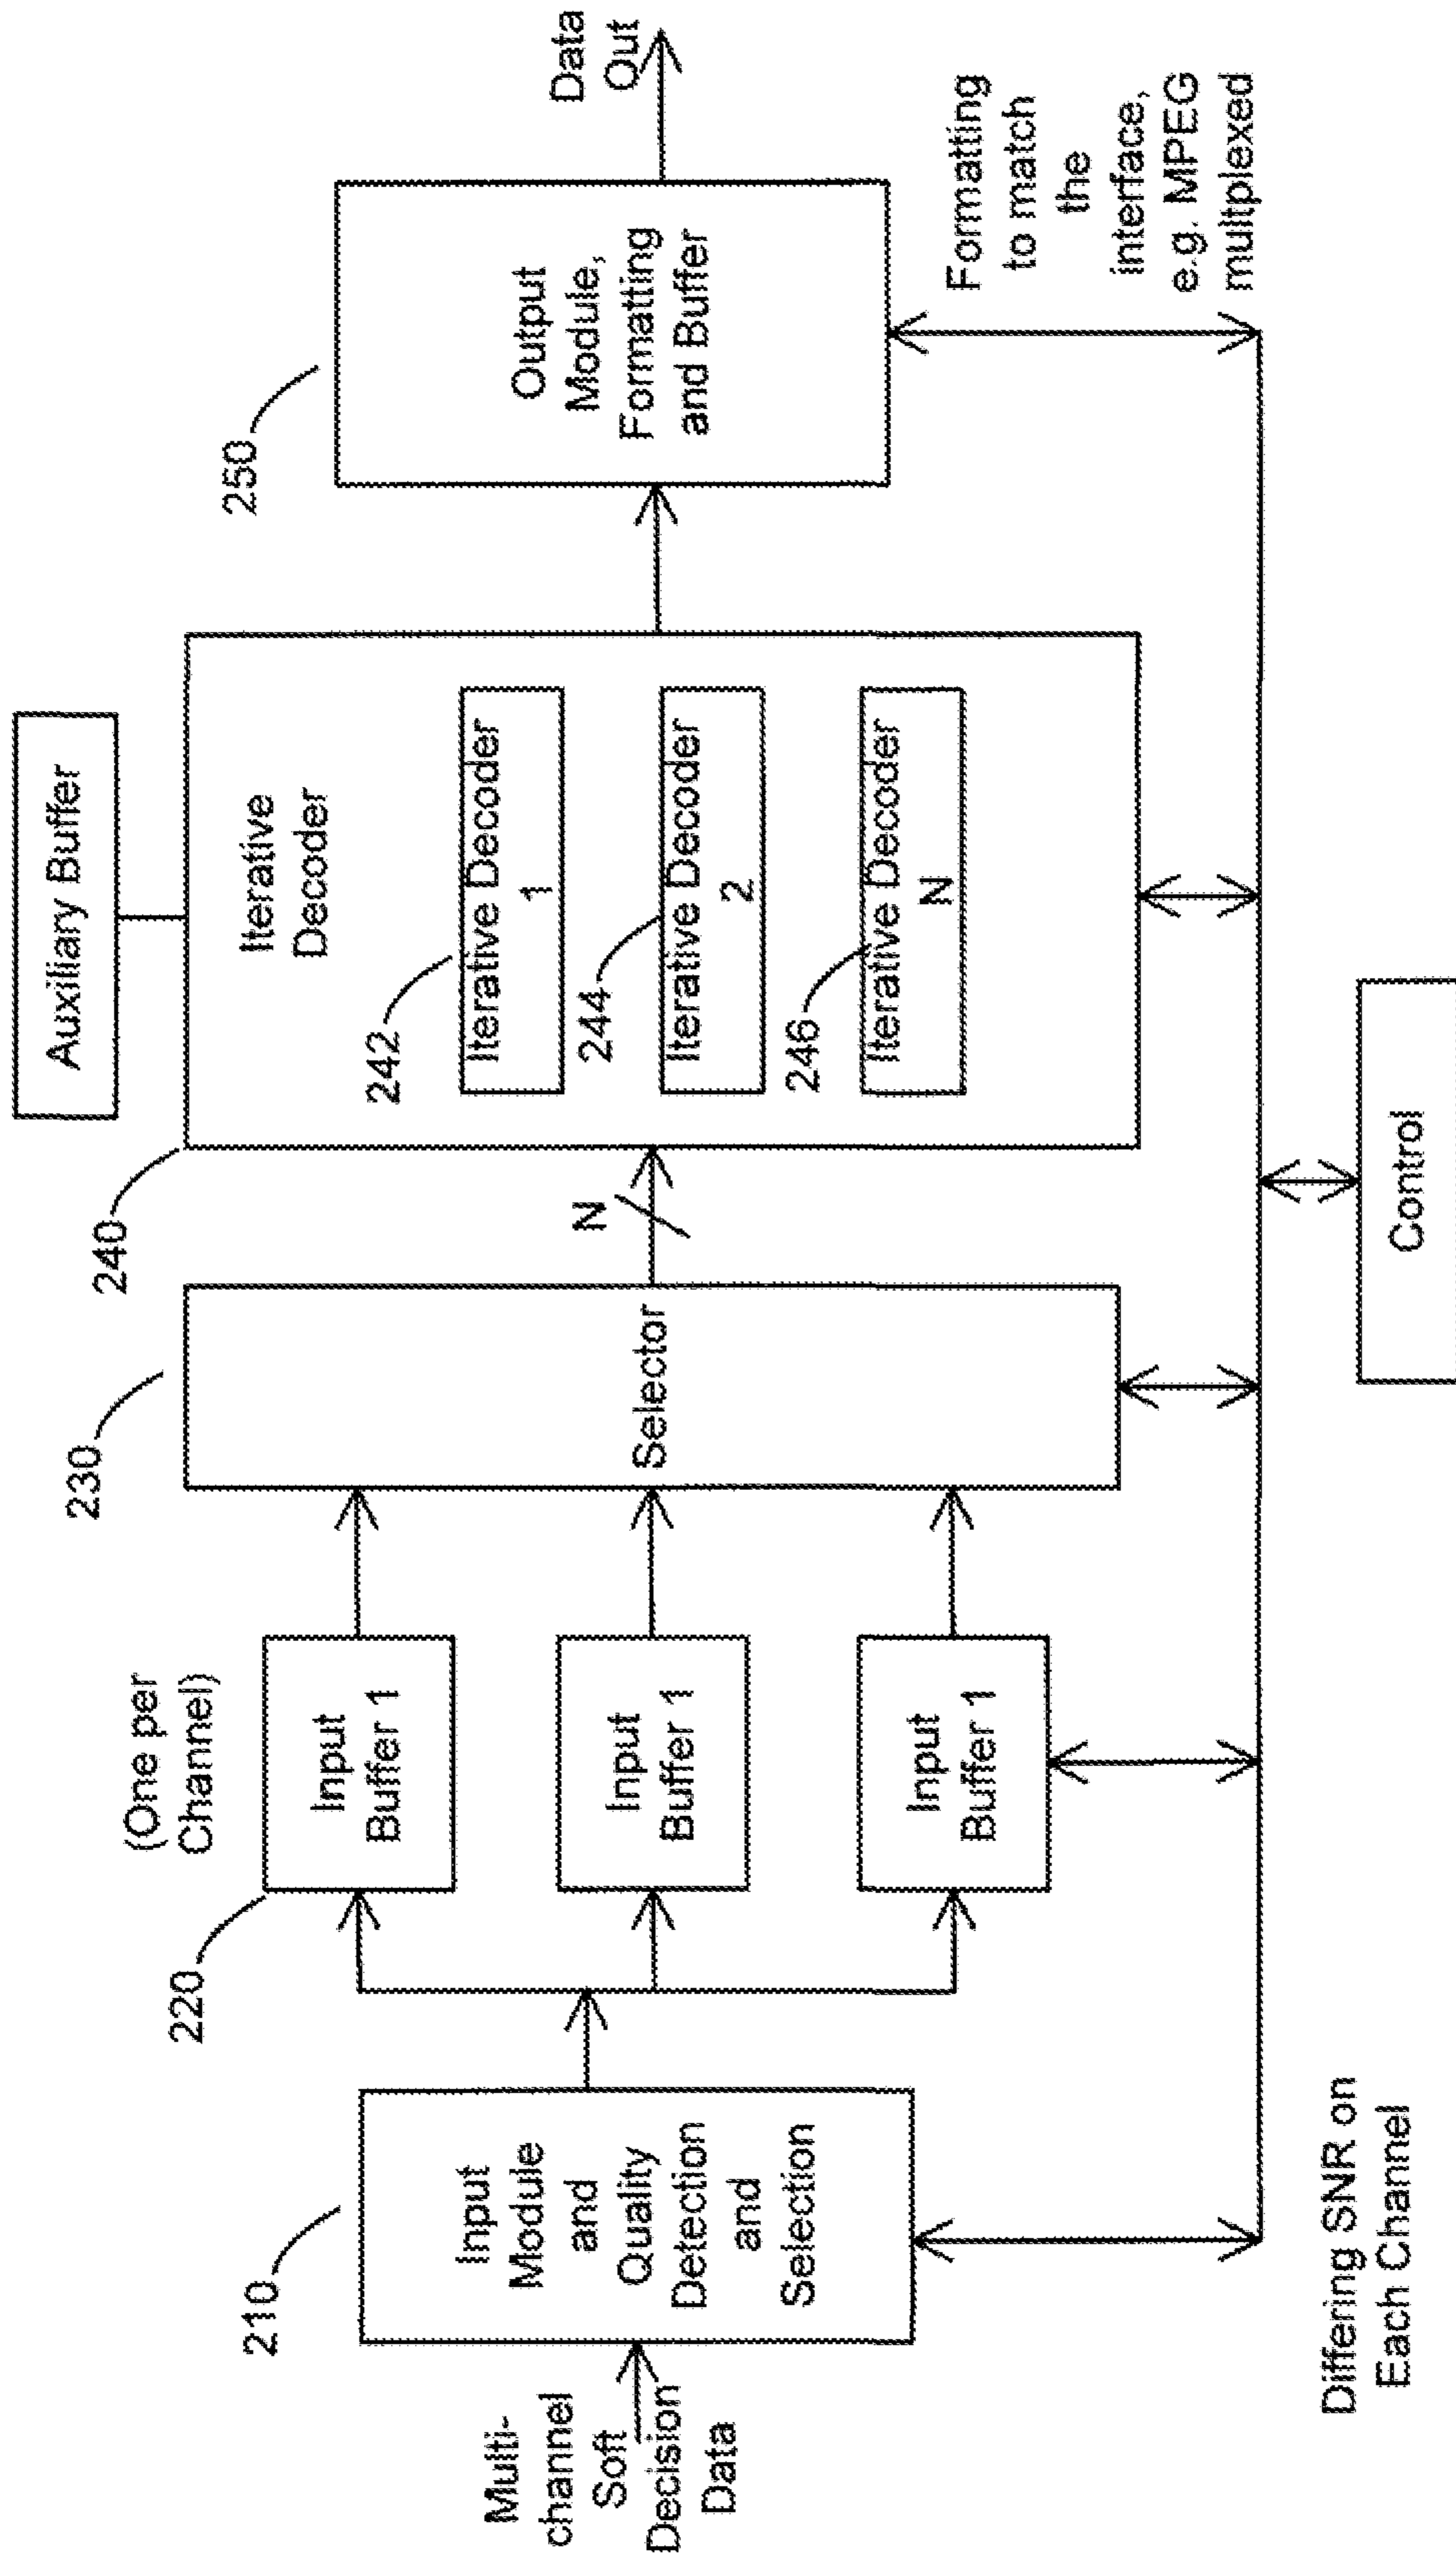 Multi-
channel
Soft
Decision
Data
210
Input
Module
and
Quality
Detection
and
Selection
220
(One per
Channel)
Input
Buffer 1
Input
Buffer 1
Input
Buffer 1
230
Selector
N
240
Auxiliary Buffer
Iterative
Decoder
242
Iterative Decoder
1
244
Iterative Decoder
2
246
Iterative Decoder
N
250
Output
Module,
Formatting
and Buffer
Data
Out
Formatting
to match
the
interface,
e.g. MPEG
multplexed
Control
Differing SNR on
Each Channel